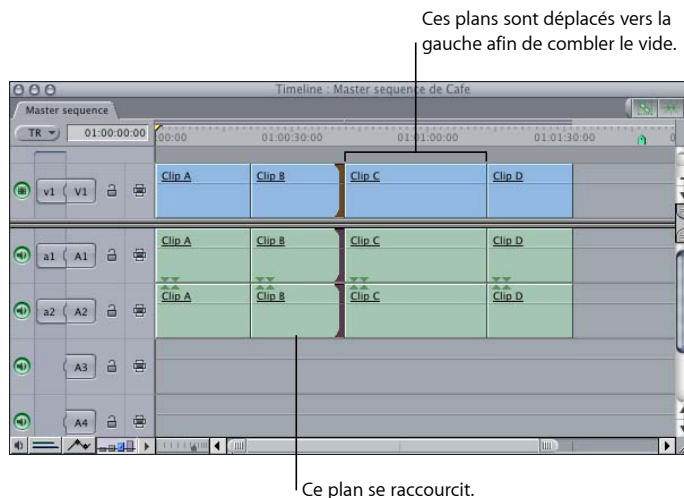 Ces plans sont déplacés vers la
gauche afin de combler le vide.
Timeline : Master sequence de Cafe
Master sequence
TR 01:00:00:00 00:00 01:00:30:00 01:01:00:00 01:01:30:00 0
v1 V1 Clip A Clip B Clip C Clip D
a1 A1 Clip A Clip B Clip C Clip D
a2 A2 Clip A Clip B Clip C Clip D
A3
A4
Ce plan se raccourcit.